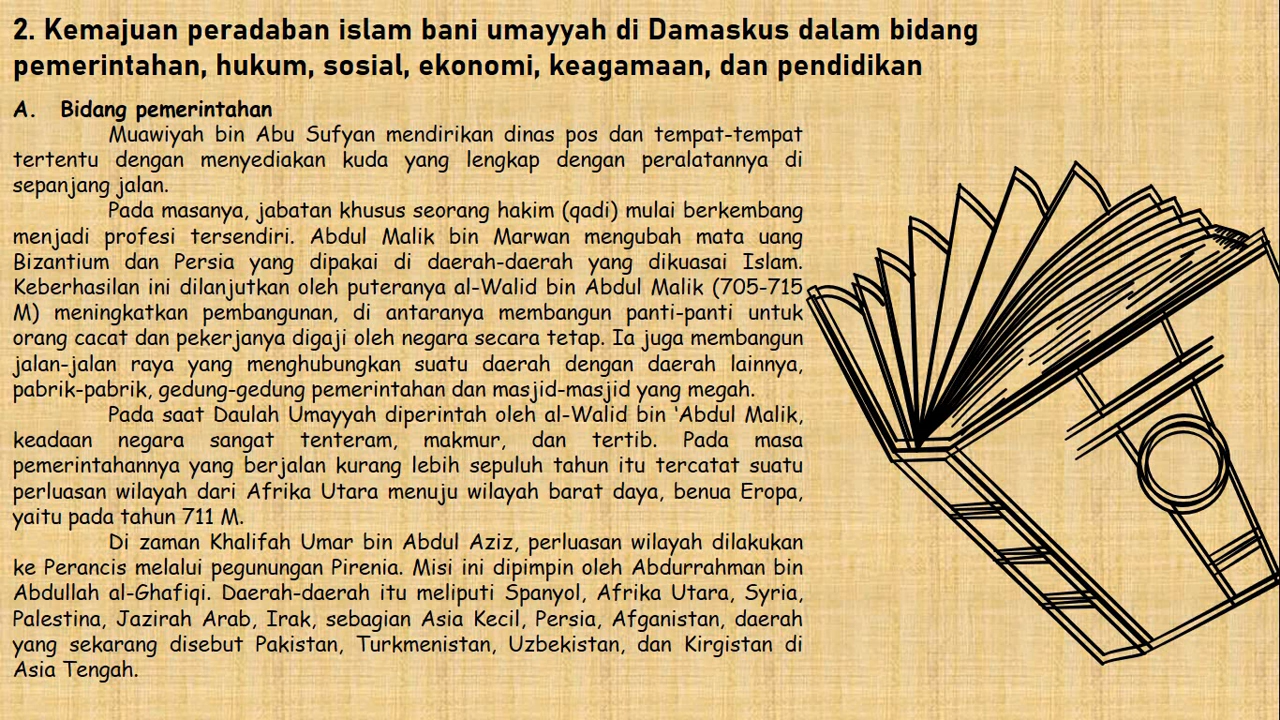 2. Kemajuan peradaban islam bani umayyah di Damaskus dalam bidang
pemerintahan, hukum, sosial, ekonomi, keagamaan, dan pendidikan
A. Bidang pemerintahan
Muawiyah bin Abu Sufyan mendirikan dinas pos dan tempat-tempat
tertentu dengan menyediakan kuda yang lengkap dengan peralatannya di
sepanjang jalan.
Pada masanya, jabatan khusus seorang hakim (qadi) mulai berkembang
menjadi profesi tersendiri. Abdul Malik bin Marwan mengubah mata uang
Bizantium dan Persia yang dipakai di daerah-daerah yang dikuasai Islam.
Keberhasilan ini dilanjutkan oleh puteranya al-Walid bin Abdul Malik (705-715
M) meningkatkan pembangunan, di antaranya membangun panti-panti untuk
orang cacat dan pekerjanya digaji oleh negara secara tetap. Ia juga membangun
jalan-jalan raya yang menghubungkan suatu daerah dengan daerah lainnya,
pabrik-pabrik, gedung-gedung pemerintahan dan masjid-masjid yang megah.
Pada saat Daulah Umayyah diperintah oleh al-Walid bin ‘Abdul Malik,
keadaan negara sangat tenteram, makmur, dan tertib. Pada masa
pemerintahannya yang berjalan kurang lebih sepuluh tahun itu tercatat suatu
perluasan wilayah dari Afrika Utara menuju wilayah barat daya, benua Eropa,
yaitu pada tahun 711 M.
Di zaman Khalifah Umar bin Abdul Aziz, perluasan wilayah dilakukan
ke Perancis melalui pegunungan Pirenia. Misi ini dipimpin oleh Abdurrahman bin
Abdullah al-Ghafiqi. Daerah-daerah itu meliputi Spanyol, Afrika Utara, Syria,
Palestina, Jazirah Arab, Irak, sebagian Asia Kecil, Persia, Afganistan, daerah
yang sekarang disebut Pakistan, Turkmenistan, Uzbekistan, dan Kirgistan di
Asia Tengah.